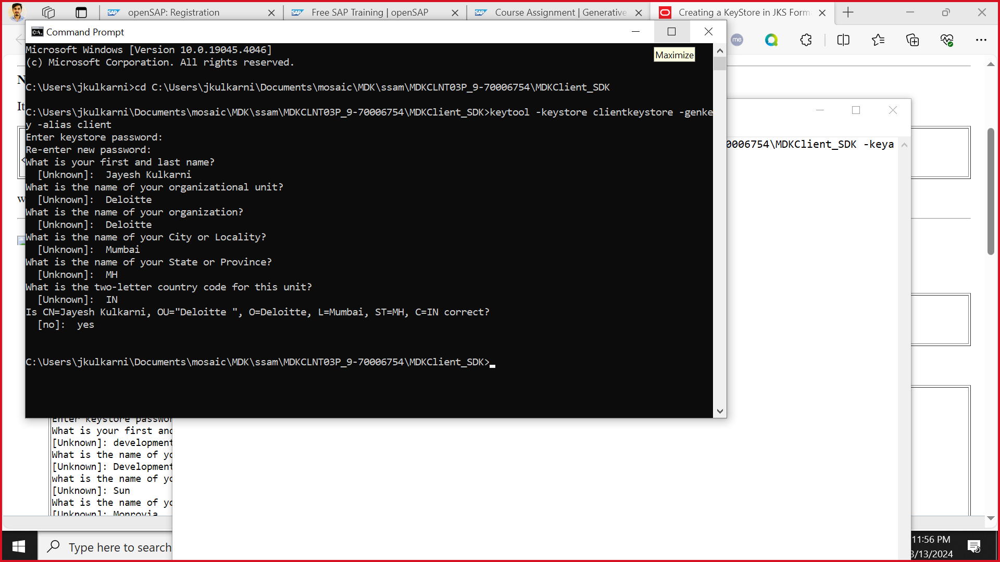 openSAP: Registration
Free SAP Training | openSAP
Course Assignment | Generative
Creating a KeyStore in JKS Form
Command Prompt
Maximize
Microsoft Windows [Version 10.0.19045.4046]
(c) Microsoft Corporation. All rights reserved.
C:\Users\jkulkarni>cd C:\Users\jkulkarni\Documents\mosaic\MDK\ssam\MDKCLNT03P_9-70006754\MDKClient_SDK
C:\Users\jkulkarni\Documents\mosaic\MDK\ssam\MDKCLNT03P_9-70006754\MDKClient_SDK>keytool -keystore clientkeystore -genke
y -alias client
Enter keystore password:
Re-enter new password:
What is your first and last name?
[Unknown]:  Jayesh Kulkarni
What is the name of your organizational unit?
[Unknown]:  Deloitte
What is the name of your organization?
[Unknown]:  Deloitte
What is the name of your City or Locality?
[Unknown]:  Mumbai
What is the name of your State or Province?
[Unknown]:  MH
What is the two-letter country code for this unit?
[Unknown]:  IN
Is CN=Jayesh Kulkarni, OU="Deloitte ", O=Deloitte, L=Mumbai, ST=MH, C=IN correct?
[no]:  yes
C:\Users\jkulkarni\Documents\mosaic\MDK\ssam\MDKCLNT03P_9-70006754\MDKClient_SDK>
0006754\MDKClient_SDK -keya
N
It
w
Enter keystore passwor
What is your first and
[Unknown]: development
What is the name of yo
[Unknown]: Development
what is the name of yo
[Unknown]: Sun
What is the name of yo
[Unknown]: Monrovia
Type here to search
11:56 PM
3/13/2024